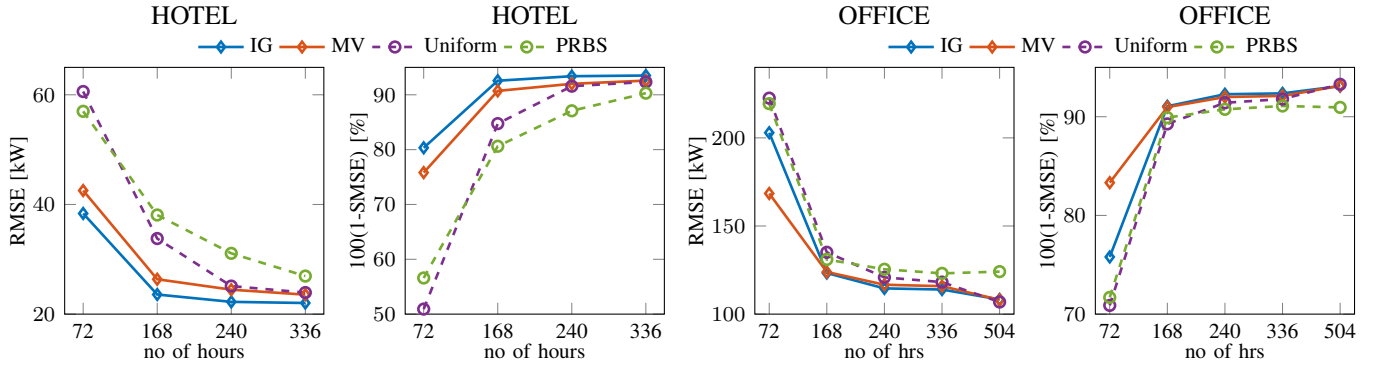 HOTEL
HOTEL
OFFICE
OFFICE
IG MV Uniform PRBS
IG MV Uniform PRBS
RMSE [kW]
60
40
20
72 168 240 336
no of hours
100(1-SMSE) [%]
90
80
70
60
50
72 168 240 336
no of hours
RMSE [kW]
200
150
100
72 168 240 336 504
no of hrs
100(1-SMSE) [%]
90
80
70
72 168 240 336 504
no of hrs